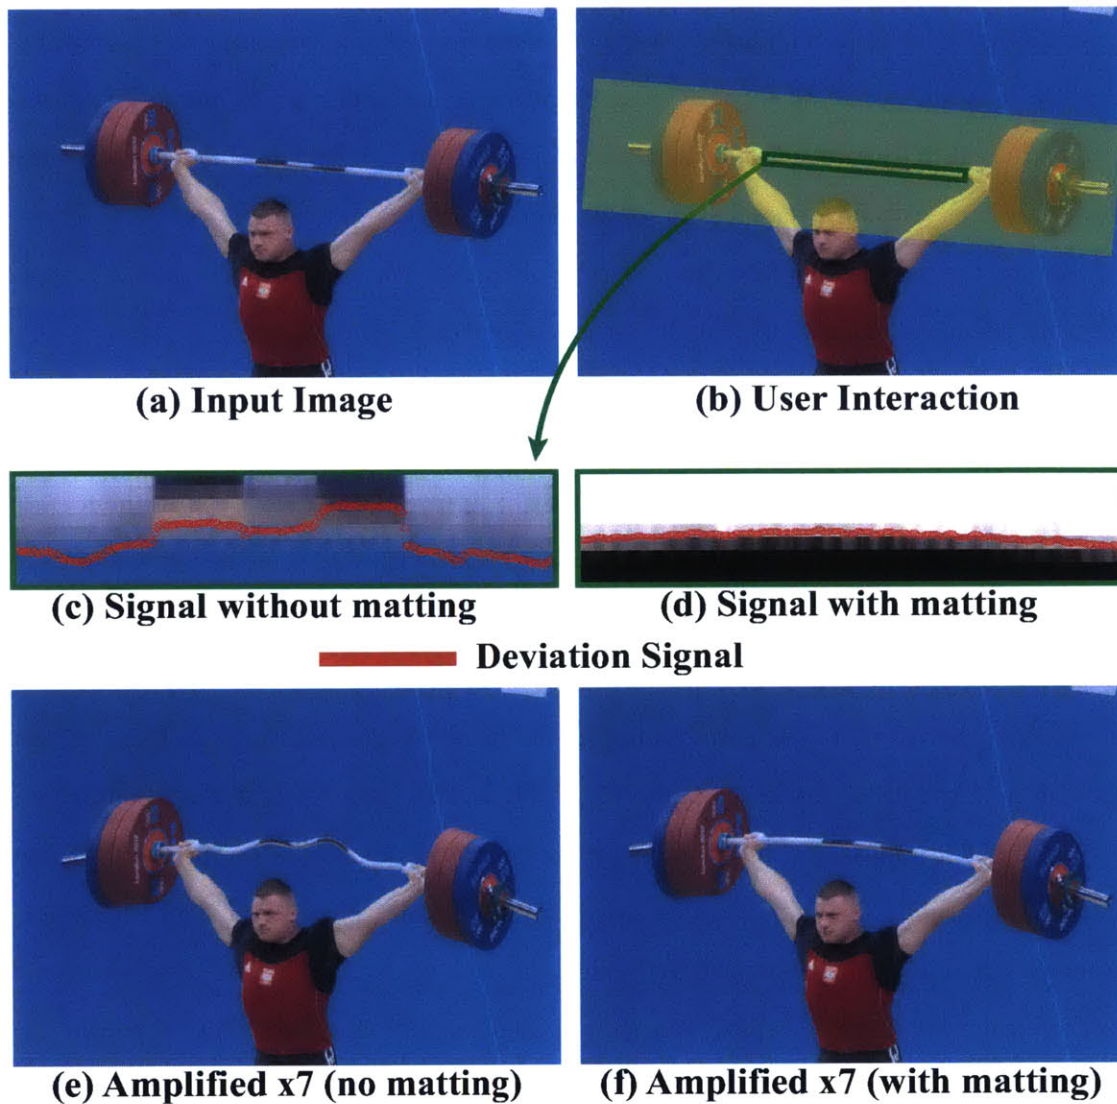 (a) Input Image
(b) User Interaction
(c) Signal without matting
(d) Signal with matting
Deviation Signal
(e) Amplified x7 (no matting)
(f) Amplified x7 (with matting)